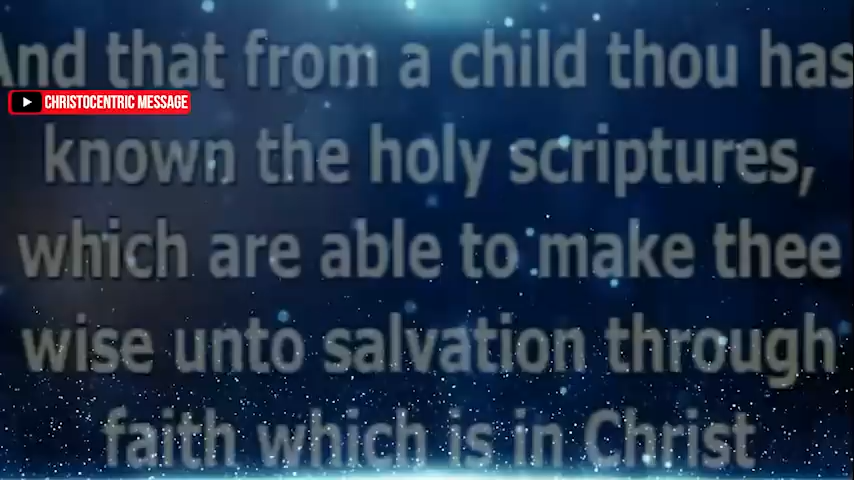 And that from a child thou has
CHRISTOCENTRIC MESSAGE
known the holy scriptures,
which are able to make thee
wise unto salvation through
faith which is in Christ